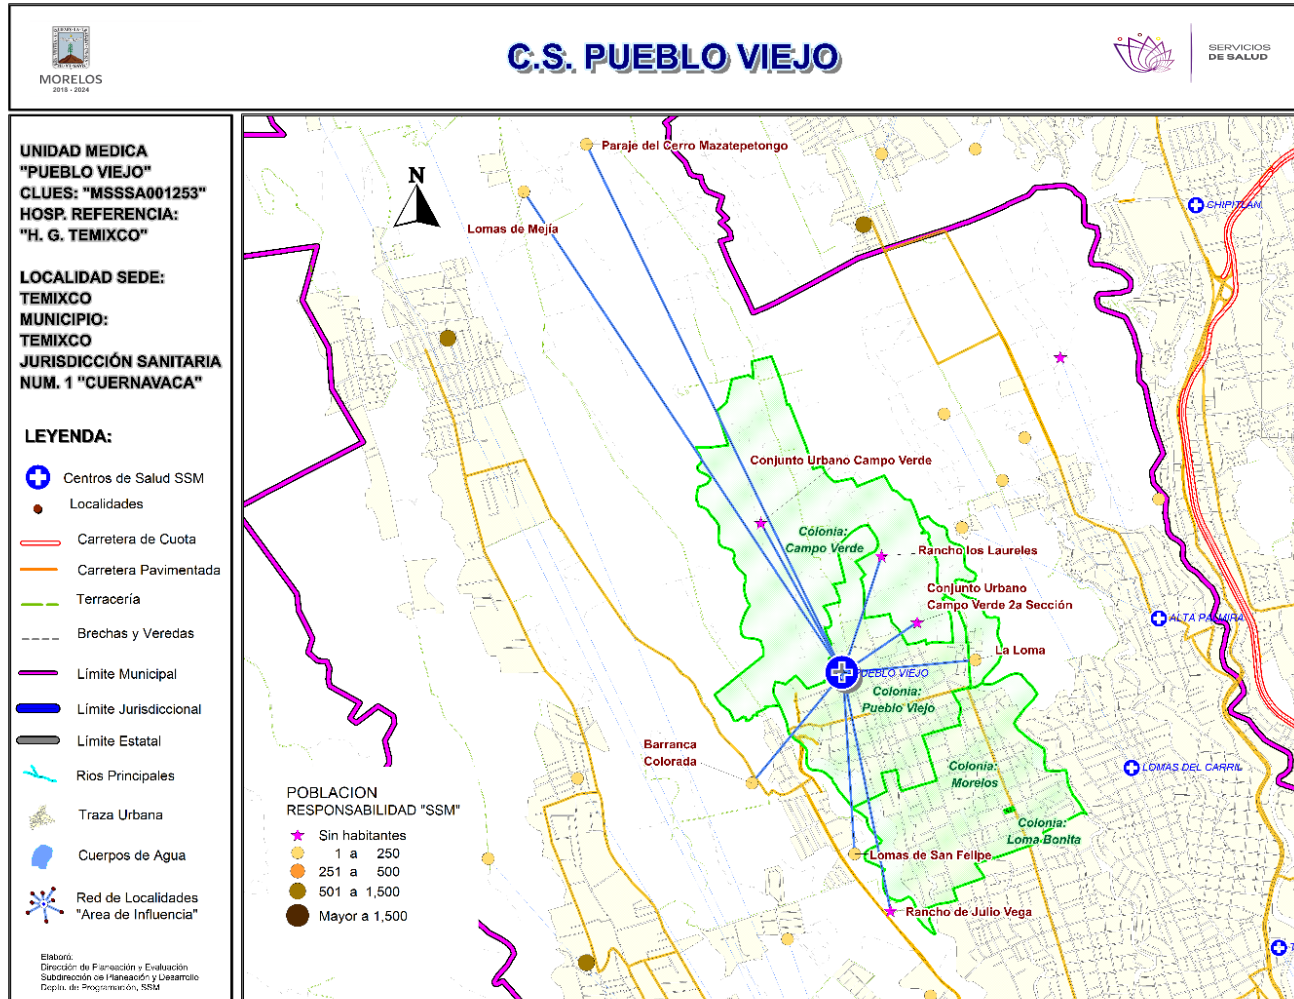 MORELOS
2018 - 2024
C.S. PUEBLO VIEJO
SERVICIOS
DE SALUD
UNIDAD MEDICA
"PUEBLO VIEJO"
CLUES: "MSSSA001253"
HOSP. REFERENCIA:
"H. G. TEMIXCO"
LOCALIDAD SEDE:
TEMIXCO
MUNICIPIO:
TEMIXCO
JURISDICCIÓN SANITARIA
NUM. 1 "CUERNAVACA"
LEYENDA:
Centros de Salud SSM
Localidades
Carretera de Cuota
Carretera Pavimentada
Terracería
Brechas y Veredas
Límite Municipal
Límite Jurisdiccional
Límite Estatal
Rios Principales
Traza Urbana
Cuerpos de Agua
Red de Localidades
"Area de Influencia"
Elaboró:
Dirección de Planeación y Evaluación
Subdirección de Planeación y Desarrollo
Depto. de Programación, SSM
N
Paraje del Cerro Mazatepetongo
Lomas de Mejía
CHIPITLAN
Conjunto Urbano Campo Verde
Colonia:
Campo Verde
Rancho los Laureles
Conjunto Urbano
Campo Verde 2a Sección
ALTA PALMIRA
La Loma
PUEBLO VIEJO
Colonia:
Pueblo Viejo
Barranca
Colorada
Colonia:
Morelos
LOMAS DEL CARRIL
Colonia:
Loma Bonita
Lomas de San Felipe
Rancho de Julio Vega
POBLACION
RESPONSABILIDAD "SSM"
Sin habitantes
1 a 250
251 a 500
501 a 1,500
Mayor a 1,500